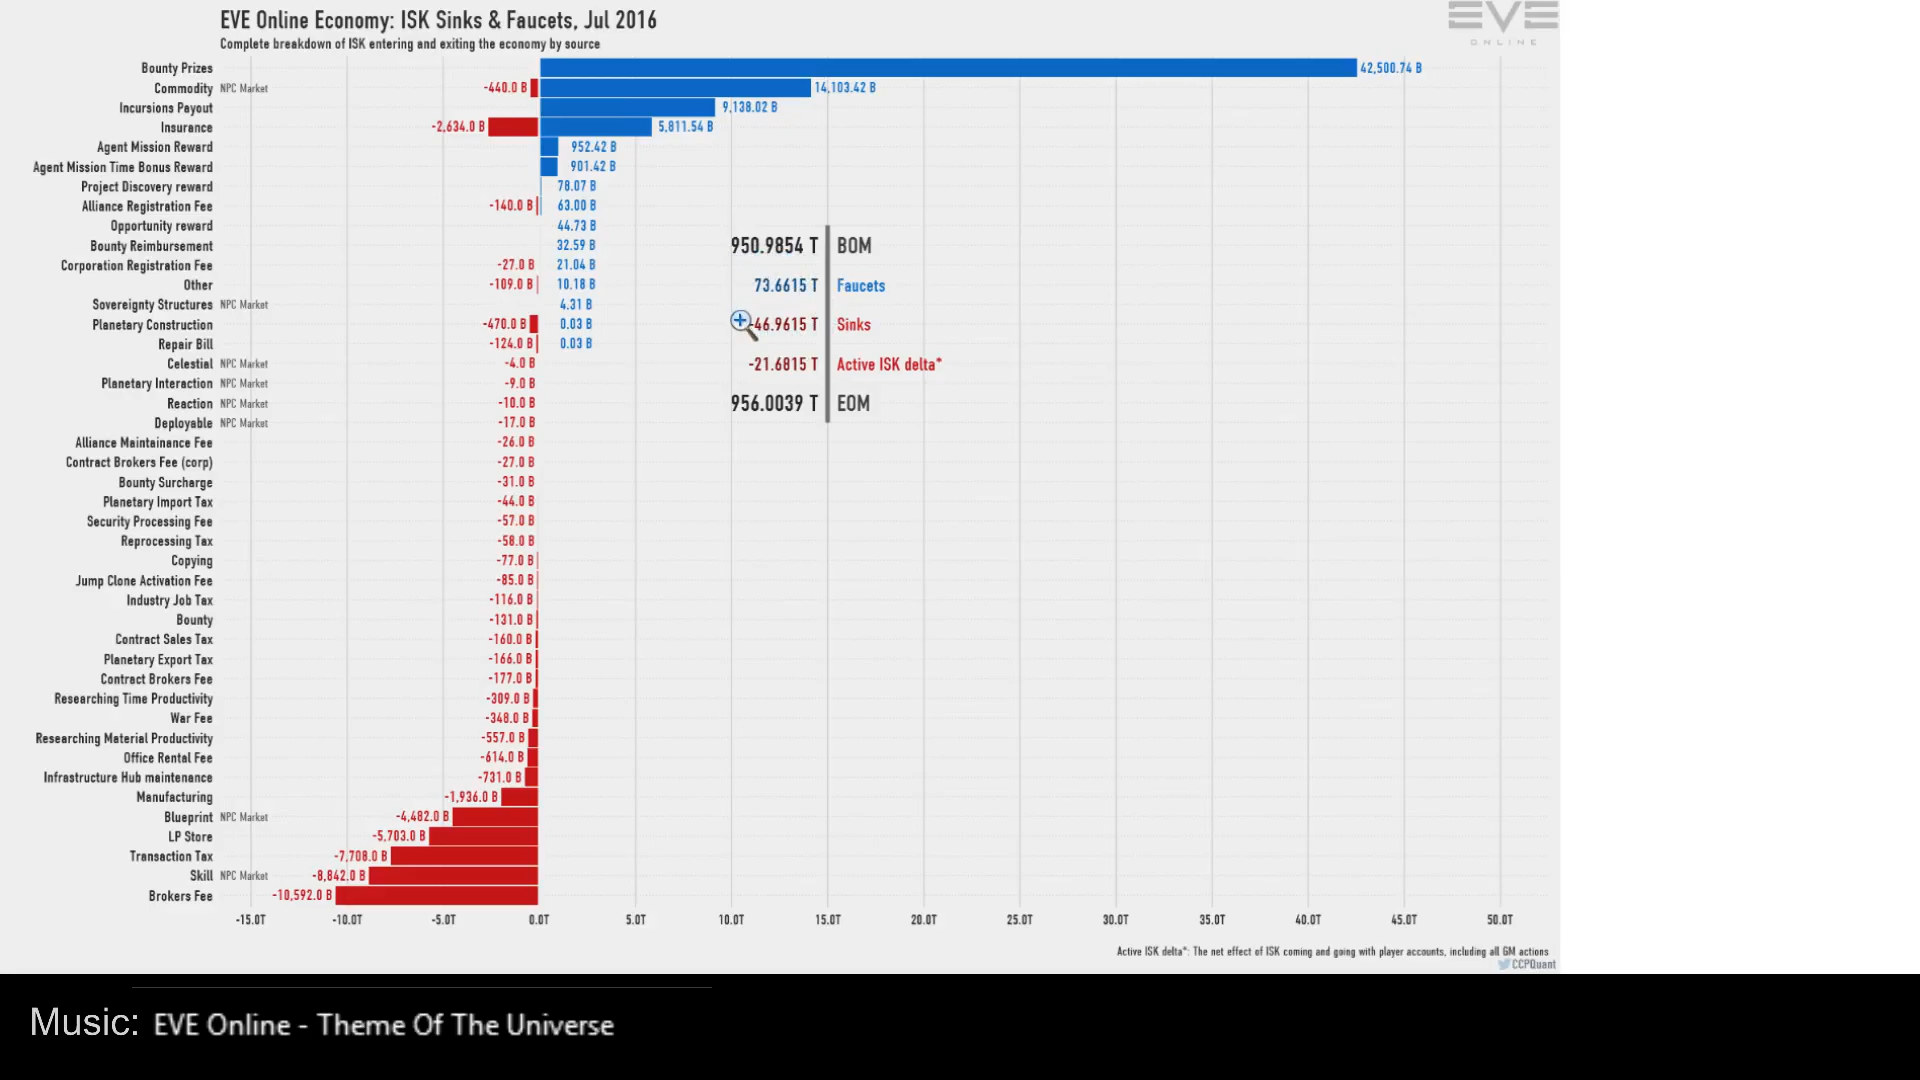 EVE Online Economy: ISK Sinks & Faucets, Jul 2016
EVE
ONLINE
Complete breakdown of ISK entering and exiting the economy by source
Bounty Prizes 42,500.74 B
Commodity NPC Market -440.0 B 14,103.42 B
Incursions Payout 9,138.02 B
Insurance -2,634.0 B 5,811.54 B
Agent Mission Reward 952.42 B
Agent Mission Time Bonus Reward 901.42 B
Project Discovery reward 78.07 B
Alliance Registration Fee -140.0 B 63.00 B
Opportunity reward 44.73 B
Bounty Reimbursement 32.59 B 950.9854 T BOM
Corporation Registration Fee -27.0 B 21.04 B
Other -109.0 B 10.18 B 73.6615 T Faucets
Sovereignty Structures NPC Market 4.31 B
Planetary Construction -470.0 B 0.03 B -46.9615 T Sinks
Repair Bill -124.0 B 0.03 B
Celestial NPC Market -4.0 B -21.6815 T Active ISK delta*
Planetary Interaction NPC Market -9.0 B
Reaction NPC Market -10.0 B 956.0039 T EOM
Deployable NPC Market -17.0 B
Alliance Maintainance Fee -26.0 B
Contract Brokers Fee (corp) -27.0 B
Bounty Surcharge -31.0 B
Planetary Import Tax -44.0 B
Security Processing Fee -57.0 B
Reprocessing Tax -58.0 B
Copying -77.0 B
Jump Clone Activation Fee -85.0 B
Industry Job Tax -116.0 B
Bounty -131.0 B
Contract Sales Tax -160.0 B
Planetary Export Tax -166.0 B
Contract Brokers Fee -177.0 B
Researching Time Productivity -309.0 B
War Fee -348.0 B
Researching Material Productivity -557.0 B
Office Rental Fee -614.0 B
Infrastructure Hub maintenance -731.0 B
Manufacturing -1,936.0 B
Blueprint NPC Market -4,482.0 B
LP Store -5,703.0 B
Transaction Tax -7,708.0 B
Skill NPC Market -8,842.0 B
Brokers Fee -10,592.0 B
-15.0T -10.0T -5.0T 0.0T 5.0T 10.0T 15.0T 20.0T 25.0T 30.0T 35.0T 40.0T 45.0T 50.0T
Active ISK delta*: The net effect of ISK coming and going with player accounts, including all GM actions
CCPQuant
Music: EVE Online - Theme Of The Universe